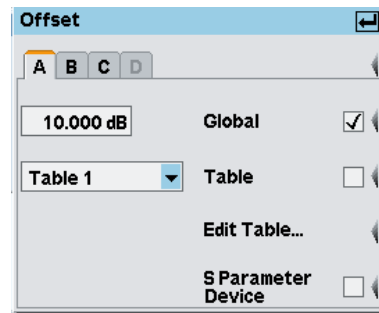 Offset
A B C D
10.000 dB Global
Table 1 Table
Edit Table...
S Parameter
Device